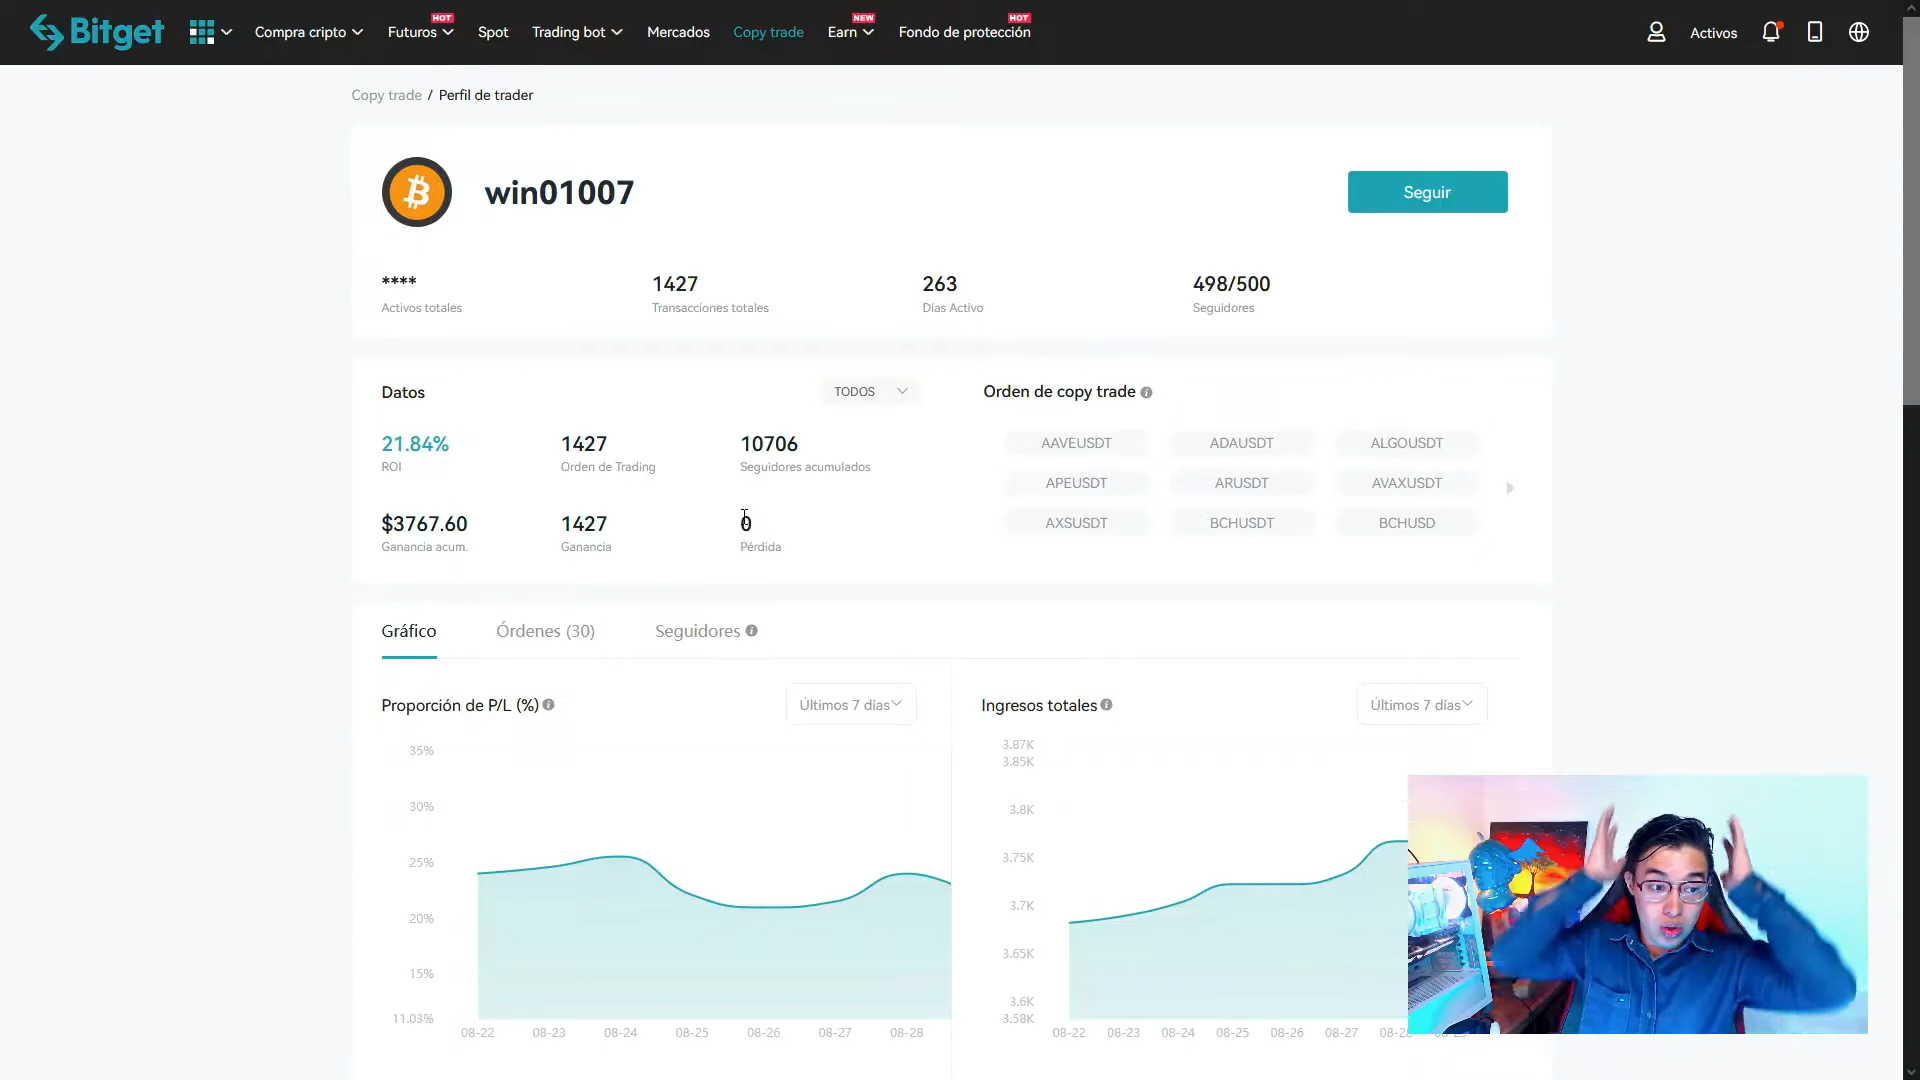 Bitget
Compra cripto
Futuros
HOT
Spot
Trading bot
Mercados
Copy trade
Earn
NEW
Fondo de protección
HOT
Activos
Copy trade / Perfil de trader
win01007
Seguir
****
1427
263
498/500
Activos totales
Transacciones totales
Días Activo
Seguidores
Datos
TODOS
21.84%
1427
10706
ROI
Orden de Trading
Seguidores acumulados
$3767.60
1427
0
Ganancia acum.
Ganancia
Pérdida
Orden de copy trade
AAVEUSDT
ADAUSDT
ALGOUSDT
APEUSDT
ARUSDT
AVAXUSDT
AXSUSDT
BCHUSDT
BCHUSD
Gráfico
Órdenes (30)
Seguidores
Proporción de P/L (%)
Últimos 7 días
35%
30%
25%
20%
15%
11.03%
08-22
08-23
08-24
08-25
08-26
08-27
08-28
Ingresos totales
Últimos 7 días
3.87K
3.85K
3.8K
3.75K
3.7K
3.65K
3.6K
3.58K
08-22
08-23
08-24
08-25
08-26
08-27
08-28